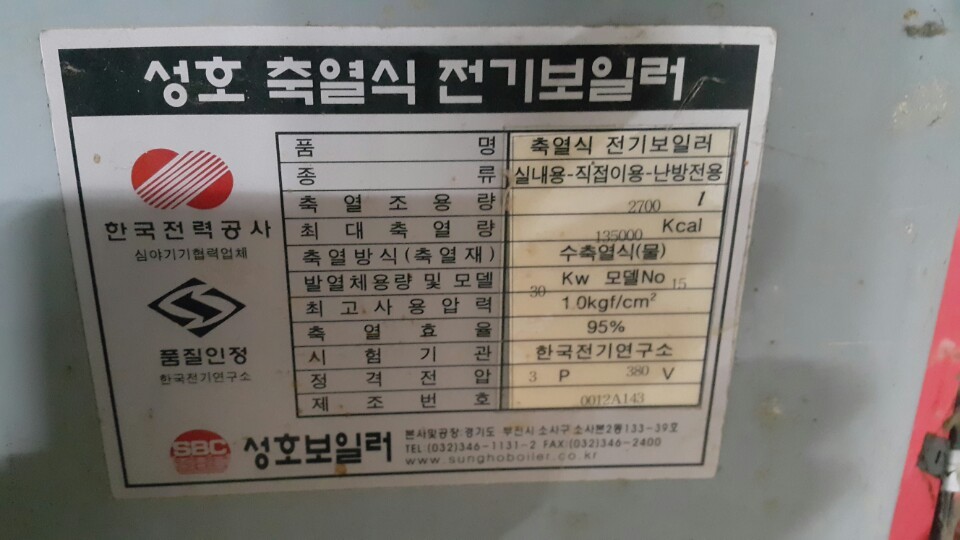 성호 축열식 전기보일러
한국전력공사
심야기기협력업체
품질인정
한국전기연구소
품 명 축열식 전기보일러
종 류 실내용-직접이용-난방전용
축 열 조 용 량 2700 l
최 대 축 열 량 135000 Kcal
축열방식(축열재) 수축열식(물)
발열체용량 및 모델 30 Kw 모델No 15
최 고 사 용 압 력 1.0kgf/cm²
축 열 효 율 95%
시 험 기 관 한국전기연구소
정 격 전 압 3 P 380 V
제 조 번 호 0012A143
SBC 성호보일러
본사및공장:경기도 부천시 소사구 소사본2동133-39호
TEL:(032)346-1131-2 FAX:(032)346-2400
www.sunghoboiler.co.kr